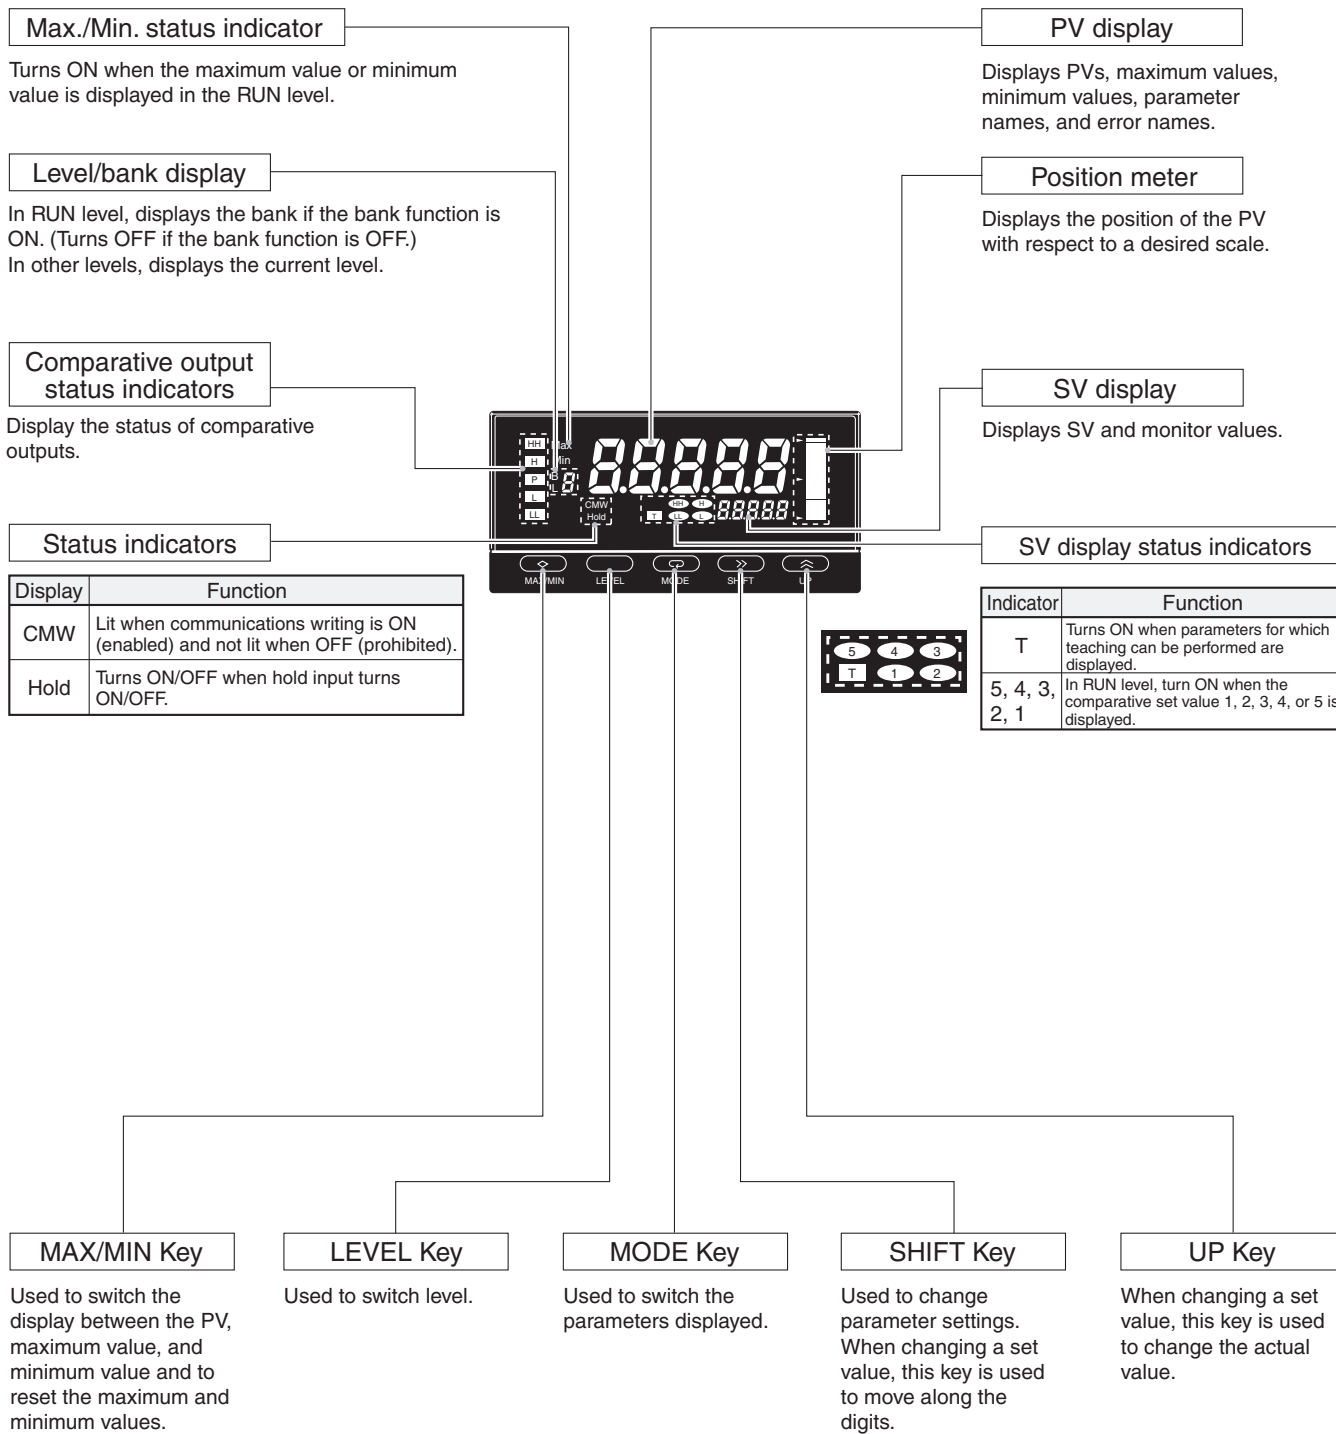 Max./Min. status indicator
Turns ON when the maximum value or minimum
value is displayed in the RUN level.
Level/bank display
In RUN level, displays the bank if the bank function is
ON. (Turns OFF if the bank function is OFF.)
In other levels, displays the current level.
Comparative output
status indicators
Display the status of comparative
outputs.
Status indicators
Display Function
CMW Lit when communications writing is ON
(enabled) and not lit when OFF (prohibited).
Hold Turns ON/OFF when hold input turns
ON/OFF.
PV display
Displays PVs, maximum values,
minimum values, parameter
names, and error names.
Position meter
Displays the position of the PV
with respect to a desired scale.
SV display
Displays SV and monitor values.
SV display status indicators
Indicator Function
T Turns ON when parameters for which
teaching can be performed are
displayed.
5, 4, 3,
2, 1
In RUN level, turn ON when the
comparative set value 1, 2, 3, 4, or 5 is
displayed.
HH Max
H Min
P B 8
L L
LL
8.8.8.8.8
CMW
Hold
HH H
T LL L
88888
MAX/MIN LEVEL MODE SHIFT UP
5 4 3
T 1 2
MAX/MIN Key
Used to switch the
display between the PV,
maximum value, and
minimum value and to
reset the maximum and
minimum values.
LEVEL Key
Used to switch level.
MODE Key
Used to switch the
parameters displayed.
SHIFT Key
Used to change
parameter settings.
When changing a set
value, this key is used
to move along the
digits.
UP Key
When changing a set
value, this key is used
to change the actual
value.